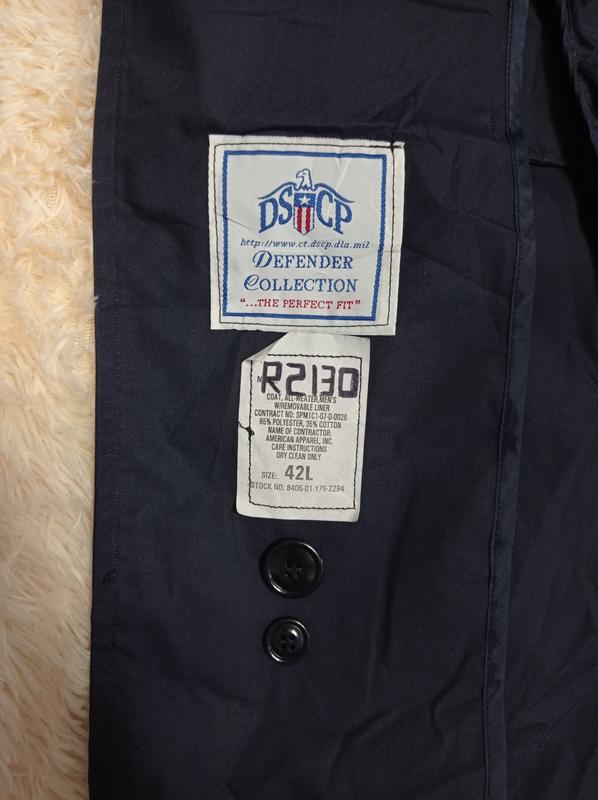 DSCP
http://www.ct.dscp.dla.mil
DEFENDER
COLLECTION
"...THE PERFECT FIT"
R2130
COAT, ALL-WEATER,MEN'S
W/REMOVABLE LINER
CONTRACT NO: SPM1C1-07-D-0026
65% POLYESTER, 35% COTTON
NAME OF CONTRACTOR:
AMERICAN APPAREL, INC.
CARE INSTRUCTIONS
DRY CLEAN ONLY
SIZE: 42L
STOCK NO. 8405-01-175-2294